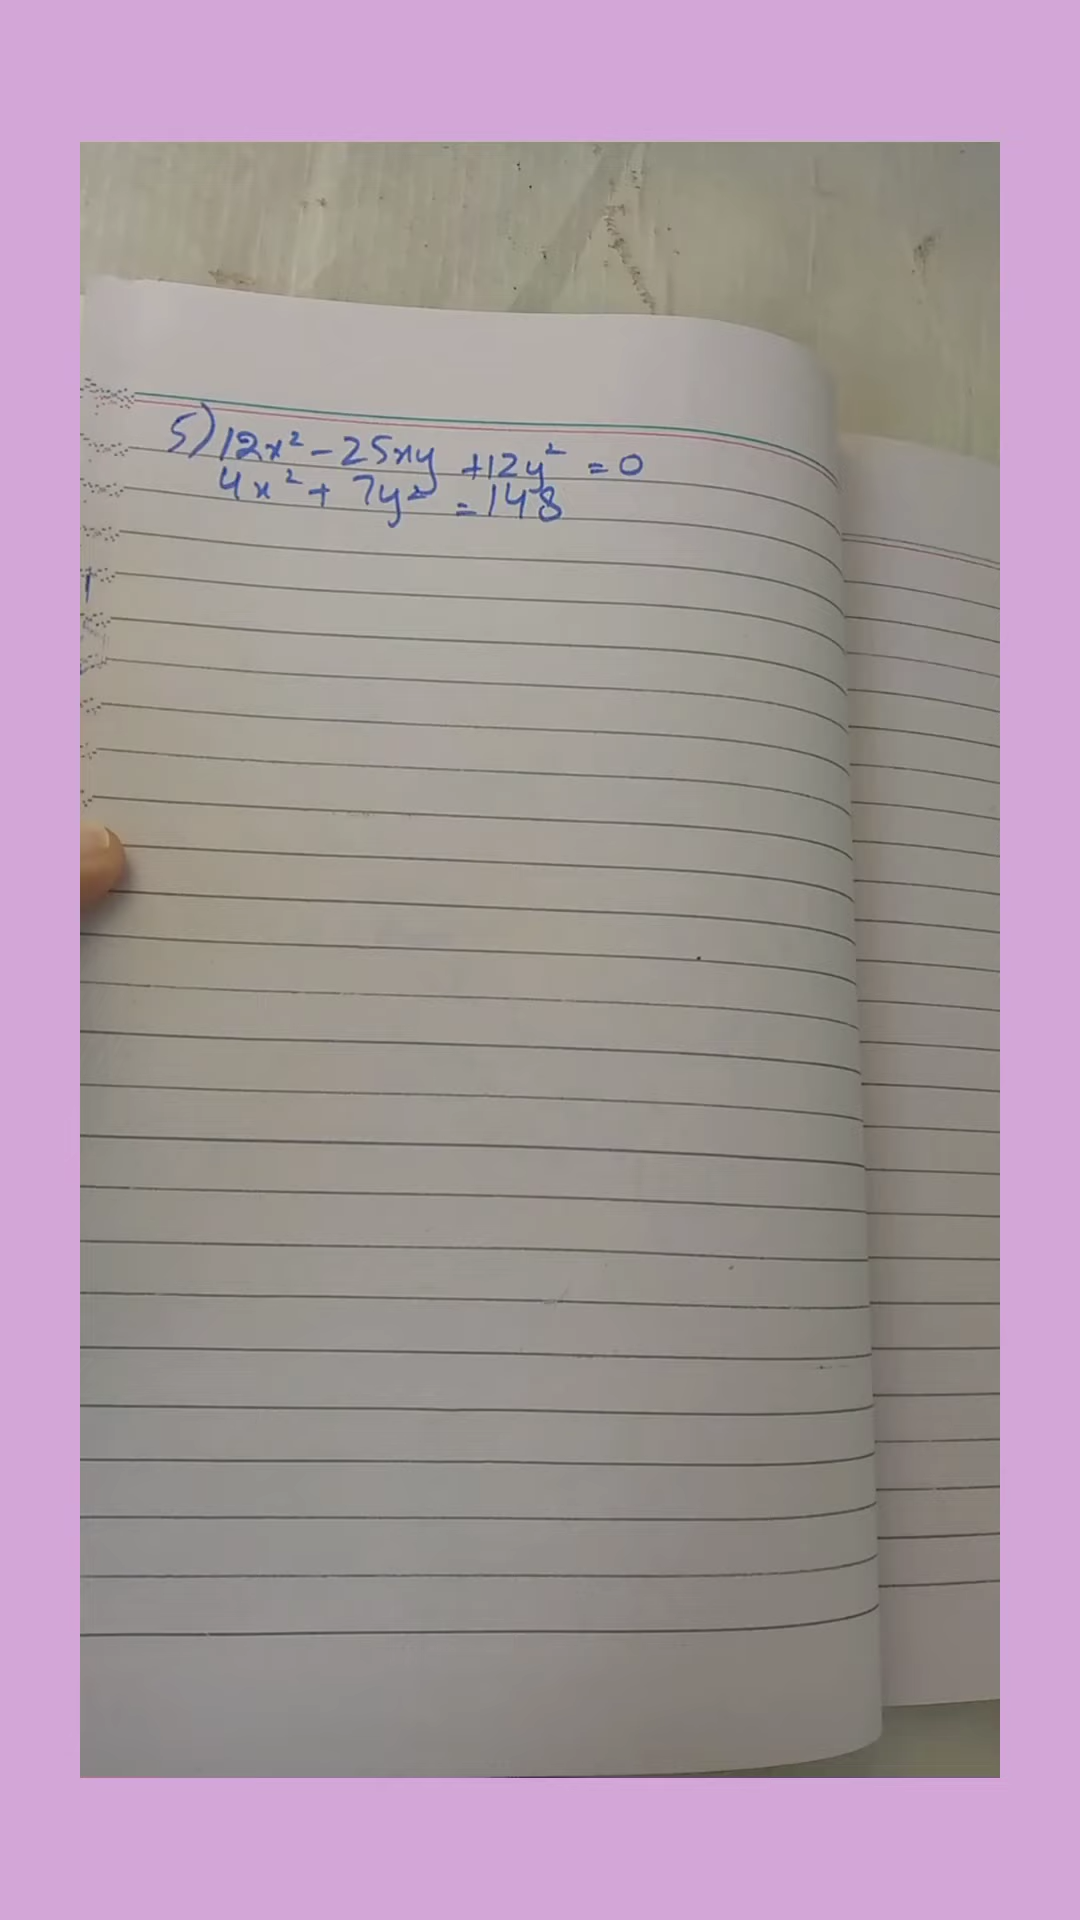 5) 12x² - 25xy + 12y² = 0
4x² + 7y² = 148